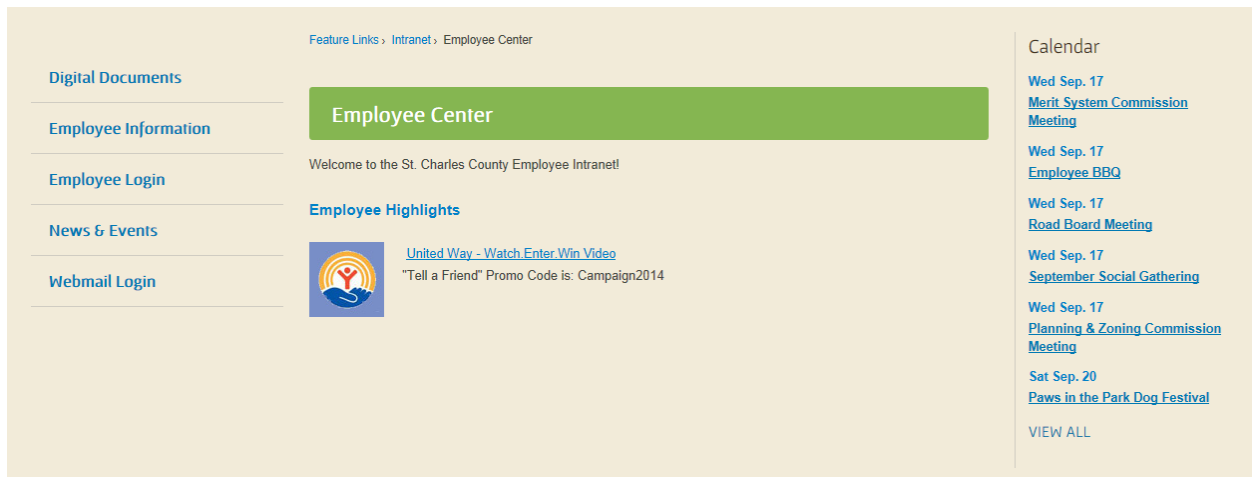 Feature Links › Intranet › Employee Center
Digital Documents
Employee Information
Employee Login
News & Events
Webmail Login
Employee Center
Welcome to the St. Charles County Employee Intranet!
Employee Highlights
United Way - Watch.Enter.Win Video
"Tell a Friend" Promo Code is: Campaign2014
Calendar
Wed Sep. 17
Merit System Commission
Meeting
Wed Sep. 17
Employee BBQ
Wed Sep. 17
Road Board Meeting
Wed Sep. 17
September Social Gathering
Wed Sep. 17
Planning & Zoning Commission
Meeting
Sat Sep. 20
Paws in the Park Dog Festival
VIEW ALL